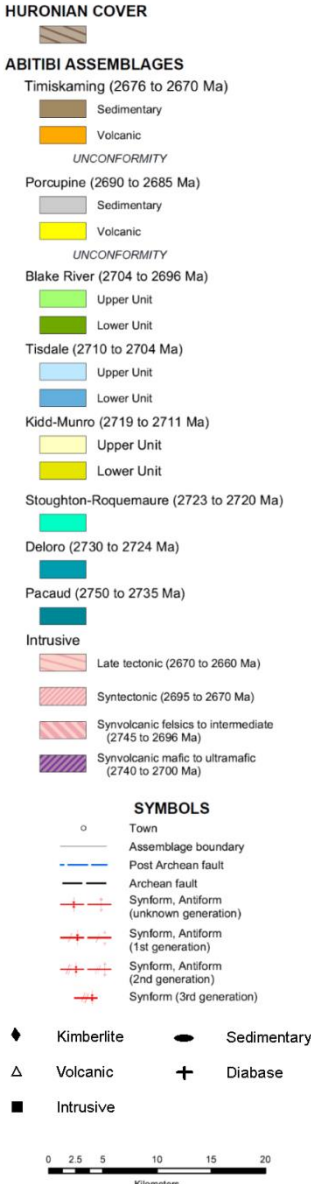 HURONIAN COVER
ABITIBI ASSEMBLAGES
Timiskaming (2676 to 2670 Ma)
Sedimentary
Volcanic
UNCONFORMITY
Porcupine (2690 to 2685 Ma)
Sedimentary
Volcanic
UNCONFORMITY
Blake River (2704 to 2696 Ma)
Upper Unit
Lower Unit
Tisdale (2710 to 2704 Ma)
Upper Unit
Lower Unit
Kidd-Munro (2719 to 2711 Ma)
Upper Unit
Lower Unit
Stoughton-Roquemaure (2723 to 2720 Ma)
Deloro (2730 to 2724 Ma)
Pacaud (2750 to 2735 Ma)
Intrusive
Late tectonic (2670 to 2660 Ma)
Syntectonic (2695 to 2670 Ma)
Synvolcanic felsics to intermediate
(2745 to 2696 Ma)
Synvolcanic mafic to ultramafic
(2740 to 2700 Ma)
SYMBOLS
Town
Assemblage boundary
Post Archean fault
Archean fault
Synform, Antiform
(unknown generation)
Synform, Antiform
(1st generation)
Synform, Antiform
(2nd generation)
Synform (3rd generation)
Kimberlite Sedimentary
Volcanic Diabase
Intrusive
0 2.5 5 10 15 20
Kilometers